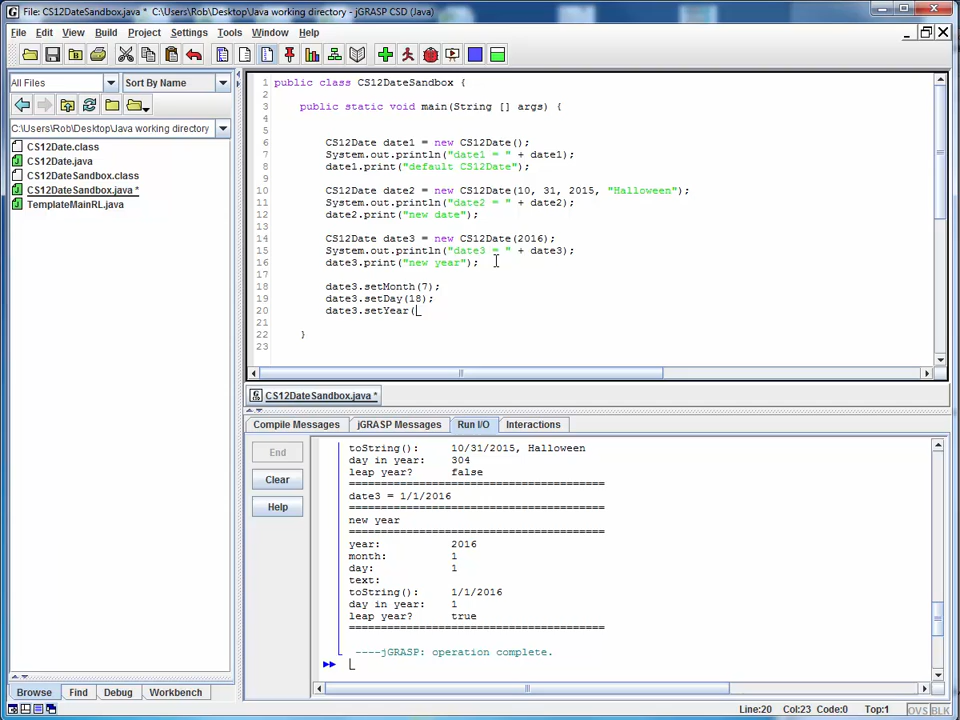 File: CS12DateSandbox.java *  C:\Users\Rob\Desktop\Java working directory - jGRASP CSD (Java)
File Edit View Build Project Settings Tools Window Help
All Files Sort By Name
C:\Users\Rob\Desktop\Java working directory
CS12Date.class
CS12Date.java
CS12DateSandbox.class
CS12DateSandbox.java *
TemplateMainRL.java
Browse Find Debug Workbench
1 public class CS12DateSandbox {
2
3 public static void main(String [] args) {
4
5
6 CS12Date date1 = new CS12Date();
7 System.out.println("date1 = " + date1);
8 date1.print("default CS12Date");
9
10 CS12Date date2 = new CS12Date(10, 31, 2015, "Halloween");
11 System.out.println("date2 = " + date2);
12 date2.print("new date");
13
14 CS12Date date3 = new CS12Date(2016);
15 System.out.println("date3 = " + date3);
16 date3.print("new year");
17
18 date3.setMonth(7);
19 date3.setDay(18);
20 date3.setYear(
21
22 }
23
CS12DateSandbox.java *
Compile Messages jGRASP Messages Run I/O Interactions
End
Clear
Help
toString(): 10/31/2015, Halloween
day in year: 304
leap year? false
========================================
date3 = 1/1/2016
========================================
new year
========================================
year: 2016
month: 1
day: 1
text:
toString(): 1/1/2016
day in year: 1
leap year? true
========================================
----jGRASP: operation complete.
Line:20 Col:23 Code:0 Top:1 OVS BLK